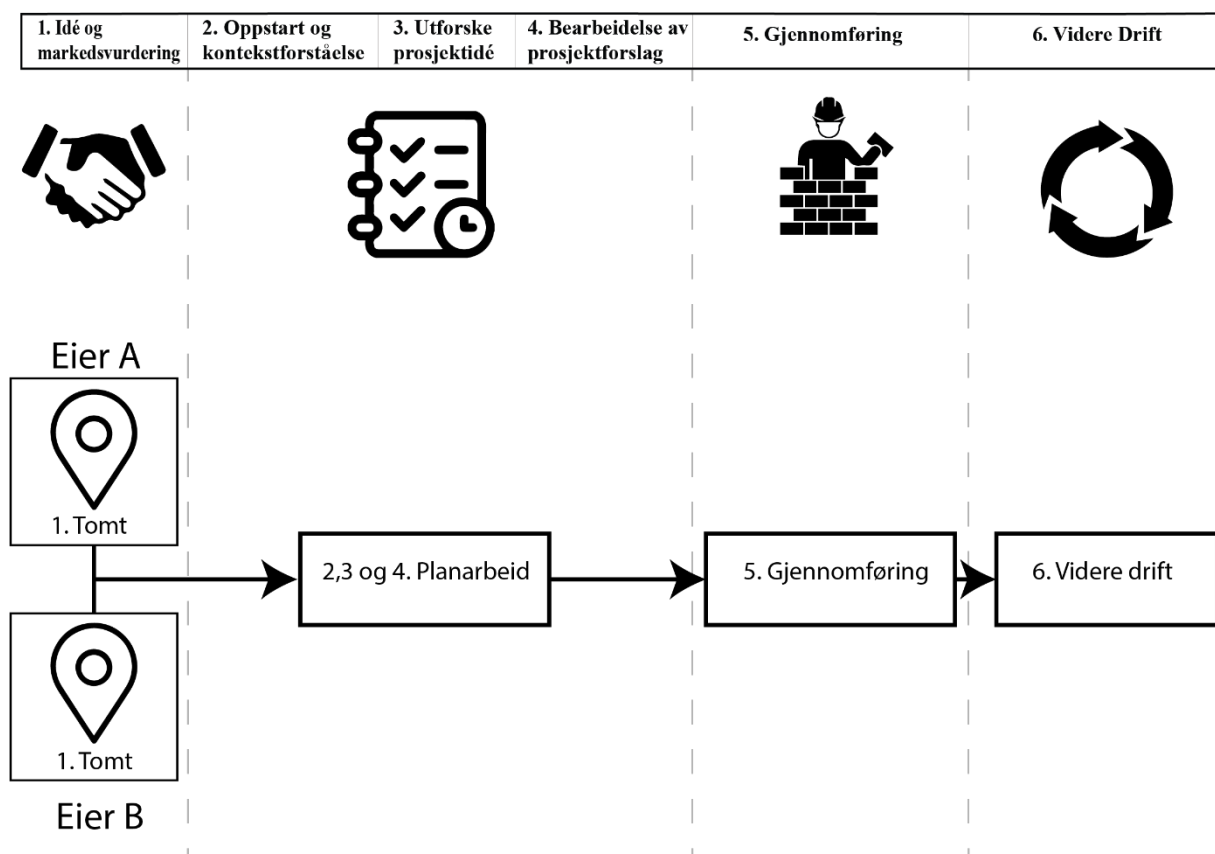 1. Idé og
markedsvurdering
2. Oppstart og
kontekstforståelse
3. Utforske
prosjektidé
4. Bearbeidelse av
prosjektforslag
5. Gjennomføring
6. Videre Drift
Eier A
1. Tomt
2,3 og 4. Planarbeid
5. Gjennomføring
6. Videre drift
1. Tomt
Eier B